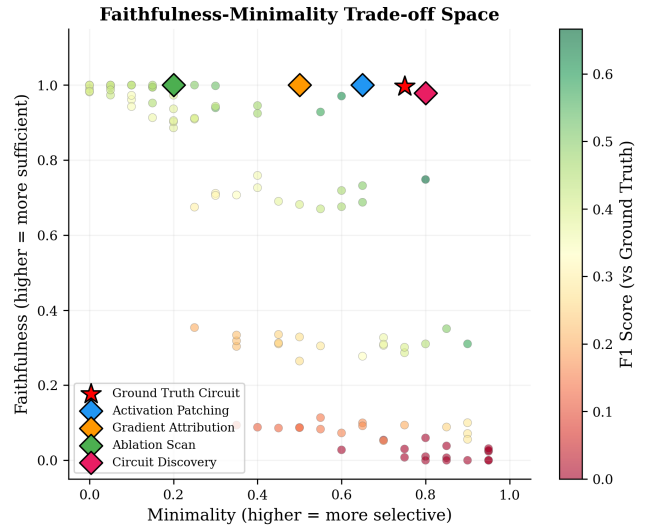 Faithfulness-Minimality Trade-off Space
Faithfulness (higher = more sufficient)
1.0
0.8
0.6
0.4
0.2
0.0
Ground Truth Circuit
Activation Patching
Gradient Attribution
Ablation Scan
Circuit Discovery
0.0 0.2 0.4 0.6 0.8 1.0
Minimality (higher = more selective)
0.6
0.5
0.4
0.3
0.2
0.1
0.0
F1 Score (vs Ground Truth)